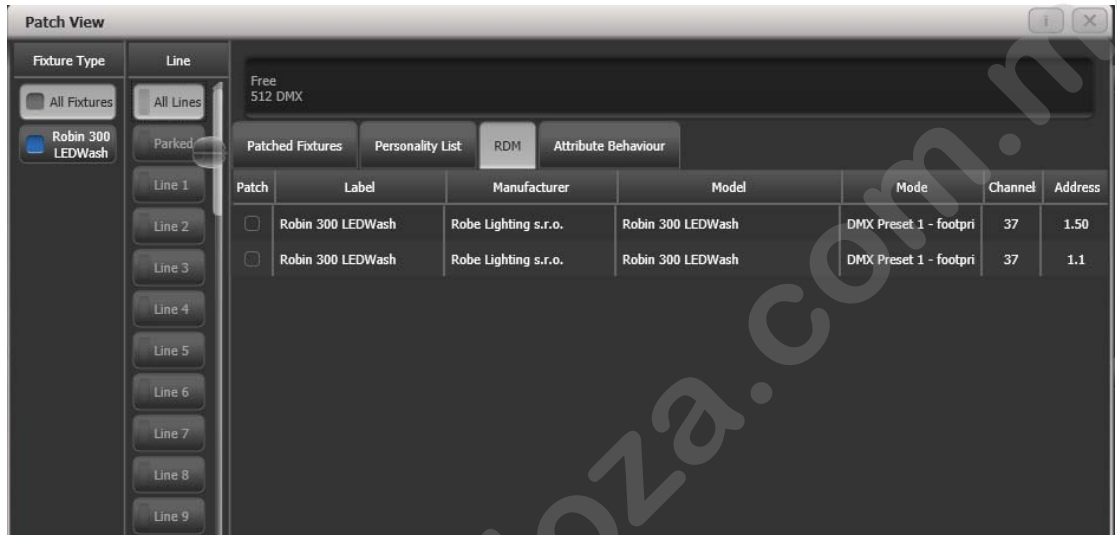 Patch View
i X
Fixture Type
All Fixtures
Robin 300
LEDWash
Line
All Lines
Parked
Line 1
Line 2
Line 3
Line 4
Line 5
Line 6
Line 7
Line 8
Line 9
Free
512 DMX
Patched Fixtures Personality List RDM Attribute Behaviour
Patch Label Manufacturer Model Mode Channel Address
Robin 300 LEDWash Robe Lighting s.r.o. Robin 300 LEDWash DMX Preset 1 - footpri 37 1.50
Robin 300 LEDWash Robe Lighting s.r.o. Robin 300 LEDWash DMX Preset 1 - footpri 37 1.1
oza.com.m